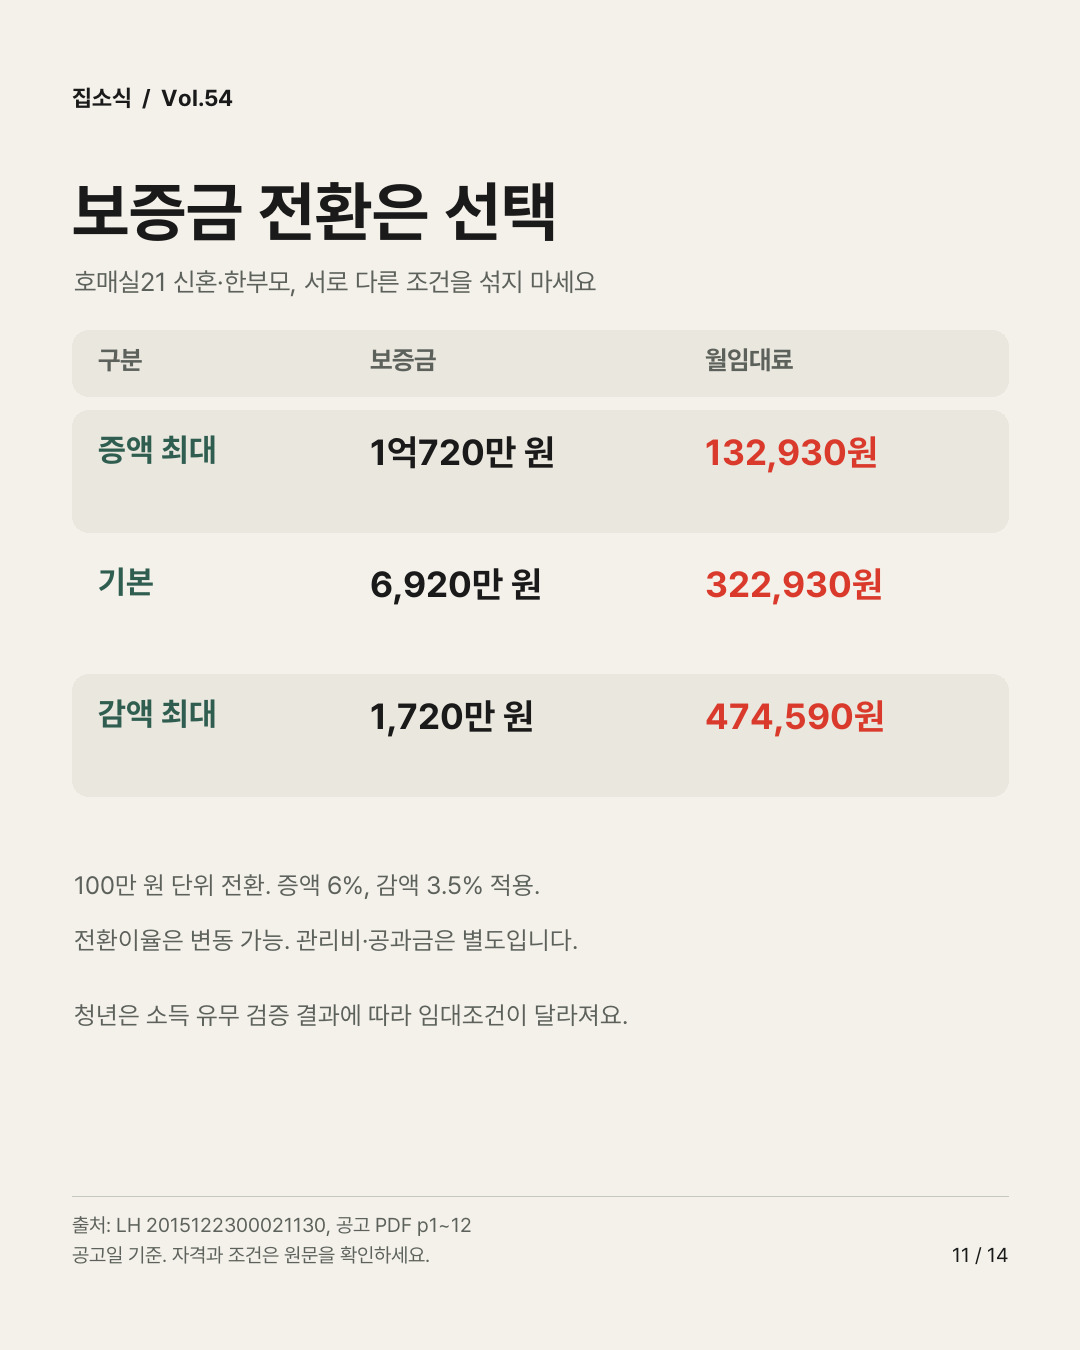 집소식 / Vol.54
보증금 전환은 선택
호매실21 신혼·한부모, 서로 다른 조건을 섞지 마세요
구분 보증금 월임대료
증액 최대 1억720만 원 132,930원
기본 6,920만 원 322,930원
감액 최대 1,720만 원 474,590원
100만 원 단위 전환. 증액 6%, 감액 3.5% 적용.
전환이율은 변동 가능. 관리비·공과금은 별도입니다.
청년은 소득 유무 검증 결과에 따라 임대조건이 달라져요.
출처: LH 2015122300021130, 공고 PDF p1~12
공고일 기준. 자격과 조건은 원문을 확인하세요.
11 / 14